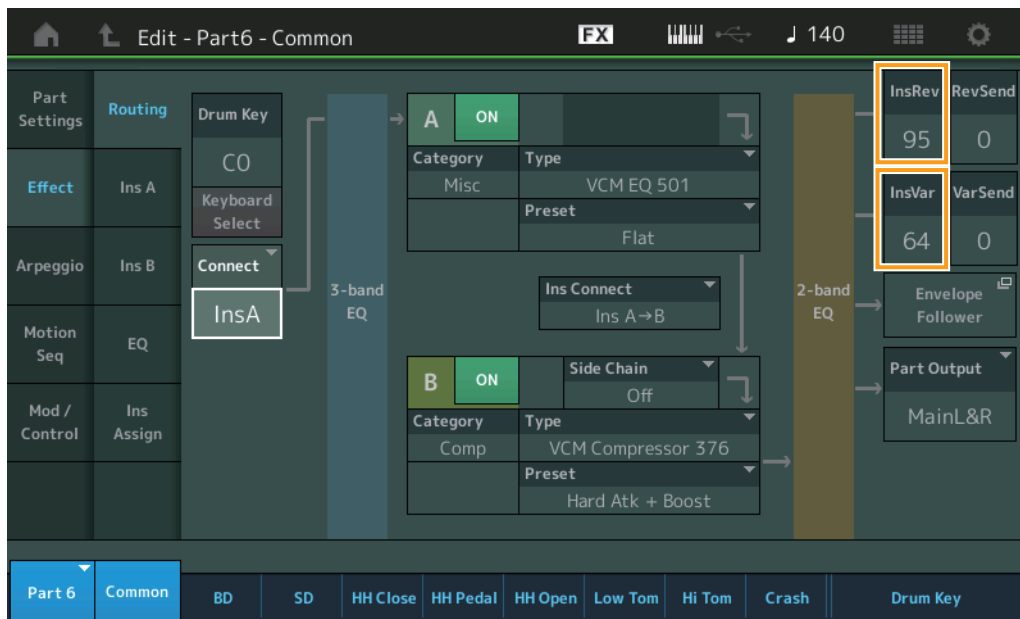 Edit - Part6 - Common
FX
♩ 140
Part
Settings
Effect
Arpeggio
Motion
Seq
Mod /
Control
Routing
Ins A
Ins B
EQ
Ins
Assign
Drum Key
C0
Keyboard
Select
Connect
InsA
3-band
EQ
A
ON
Category
Misc
Type
VCM EQ 501
Preset
Flat
Ins Connect
Ins A→B
B
ON
Side Chain
Off
Category
Comp
Type
VCM Compressor 376
Preset
Hard Atk + Boost
2-band
EQ
InsRev
95
RevSend
0
InsVar
64
VarSend
0
Envelope
Follower
Part Output
MainL&R
Part 6
Common
BD
SD
HH Close
HH Pedal
HH Open
Low Tom
Hi Tom
Crash
Drum Key